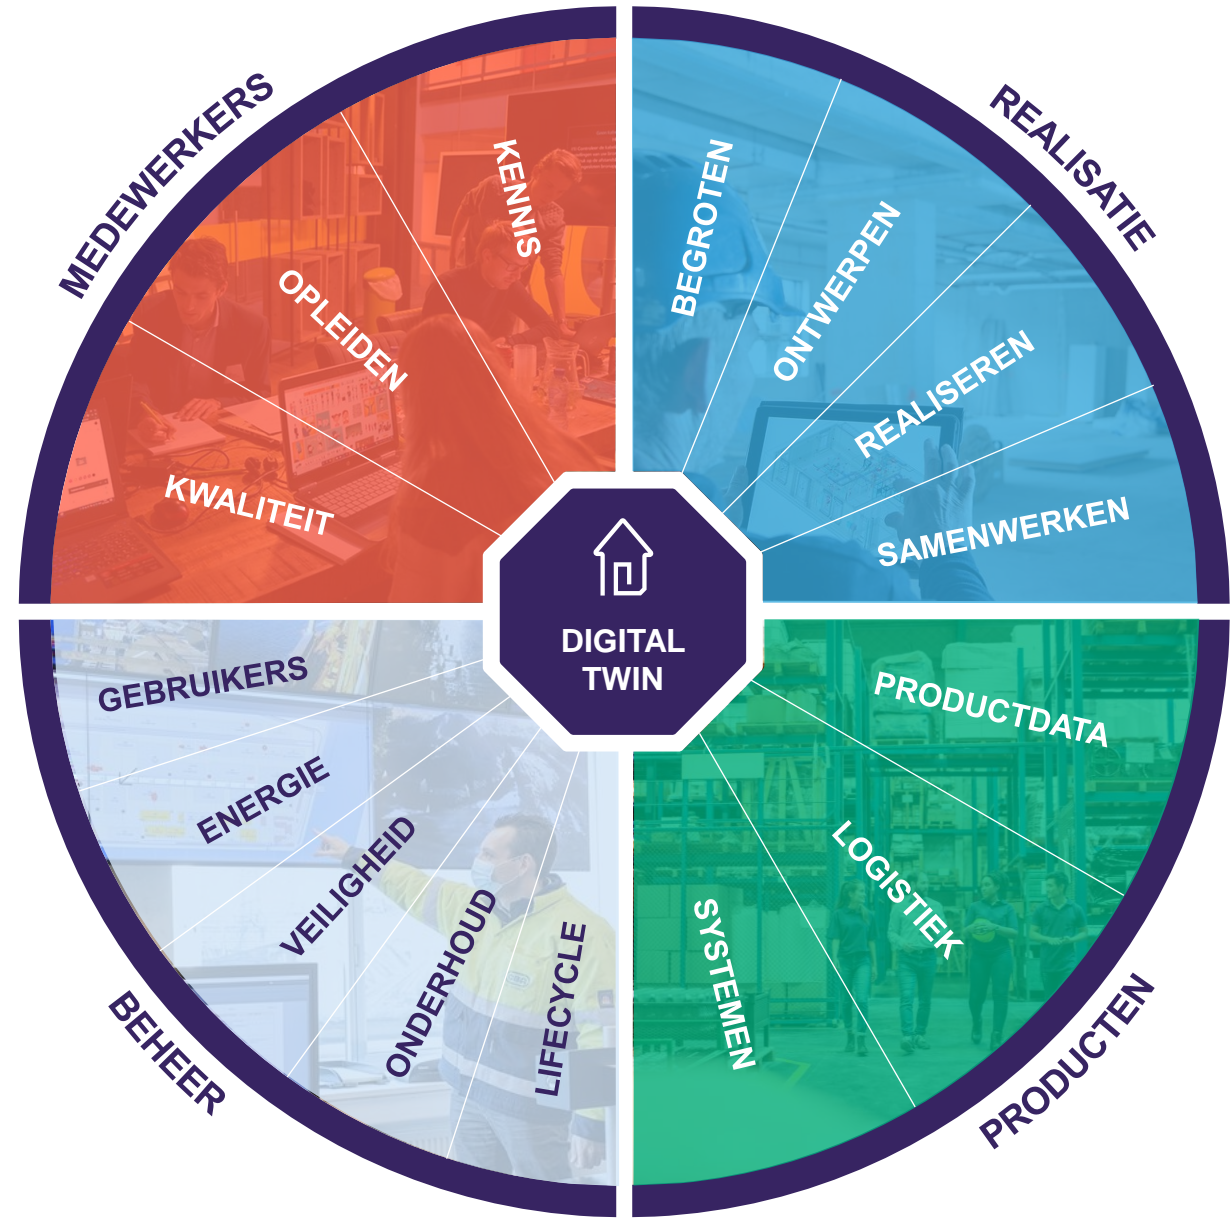 MEDEWERKERS
KENNIS
OPLEIDEN
KWALITEIT
REALISATIE
BEGROTEN
ONTWERPEN
REALISEREN
SAMENWERKEN
DIGITAL
TWIN
GEBRUIKERS
ENERGIE
VEILIGHEID
ONDERHOUD
LIFECYCLE
BEHEER
PRODUCTDATA
LOGISTIEK
SYSTEMEN
PRODUCTEN